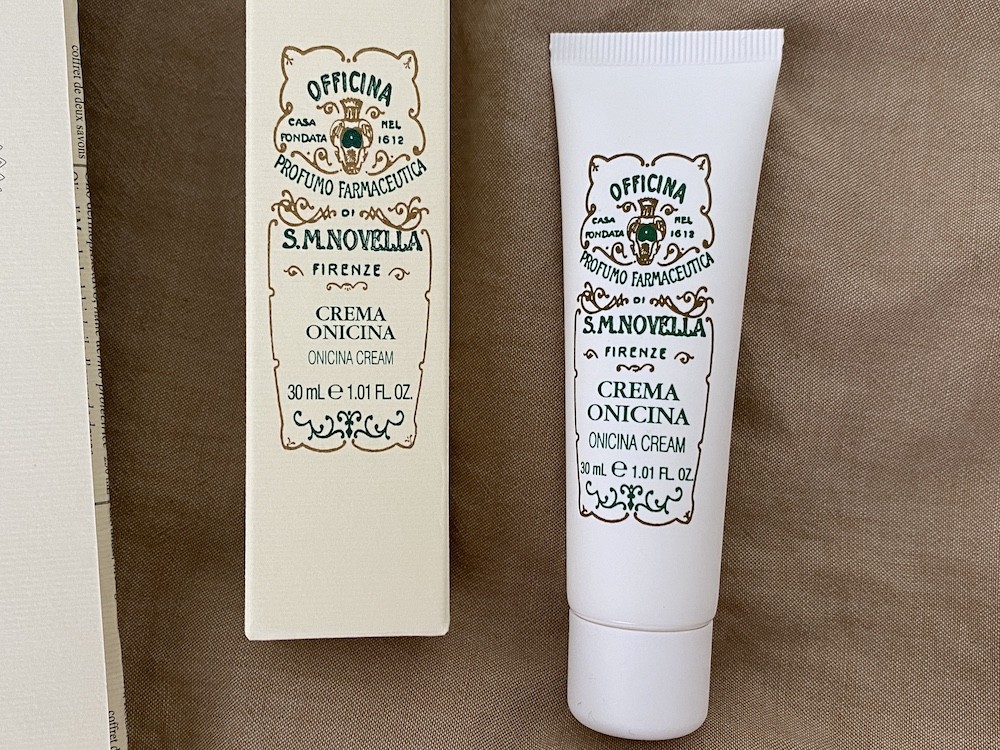 coffret de deux savons
OFFICINA
CASA NEL
FONDATA 1612
PROFUMO FARMACEUTICA
DI
S.M.NOVELLA
FIRENZE
CREMA
ONICINA
ONICINA CREAM
30 mL e 1.01 FL. OZ.
OFFICINA
CASA NEL
FONDATA 1612
PROFUMO FARMACEUTICA
DI
S.M.NOVELLA
FIRENZE
CREMA
ONICINA
ONICINA CREAM
30 mL e 1.01 FL. OZ.